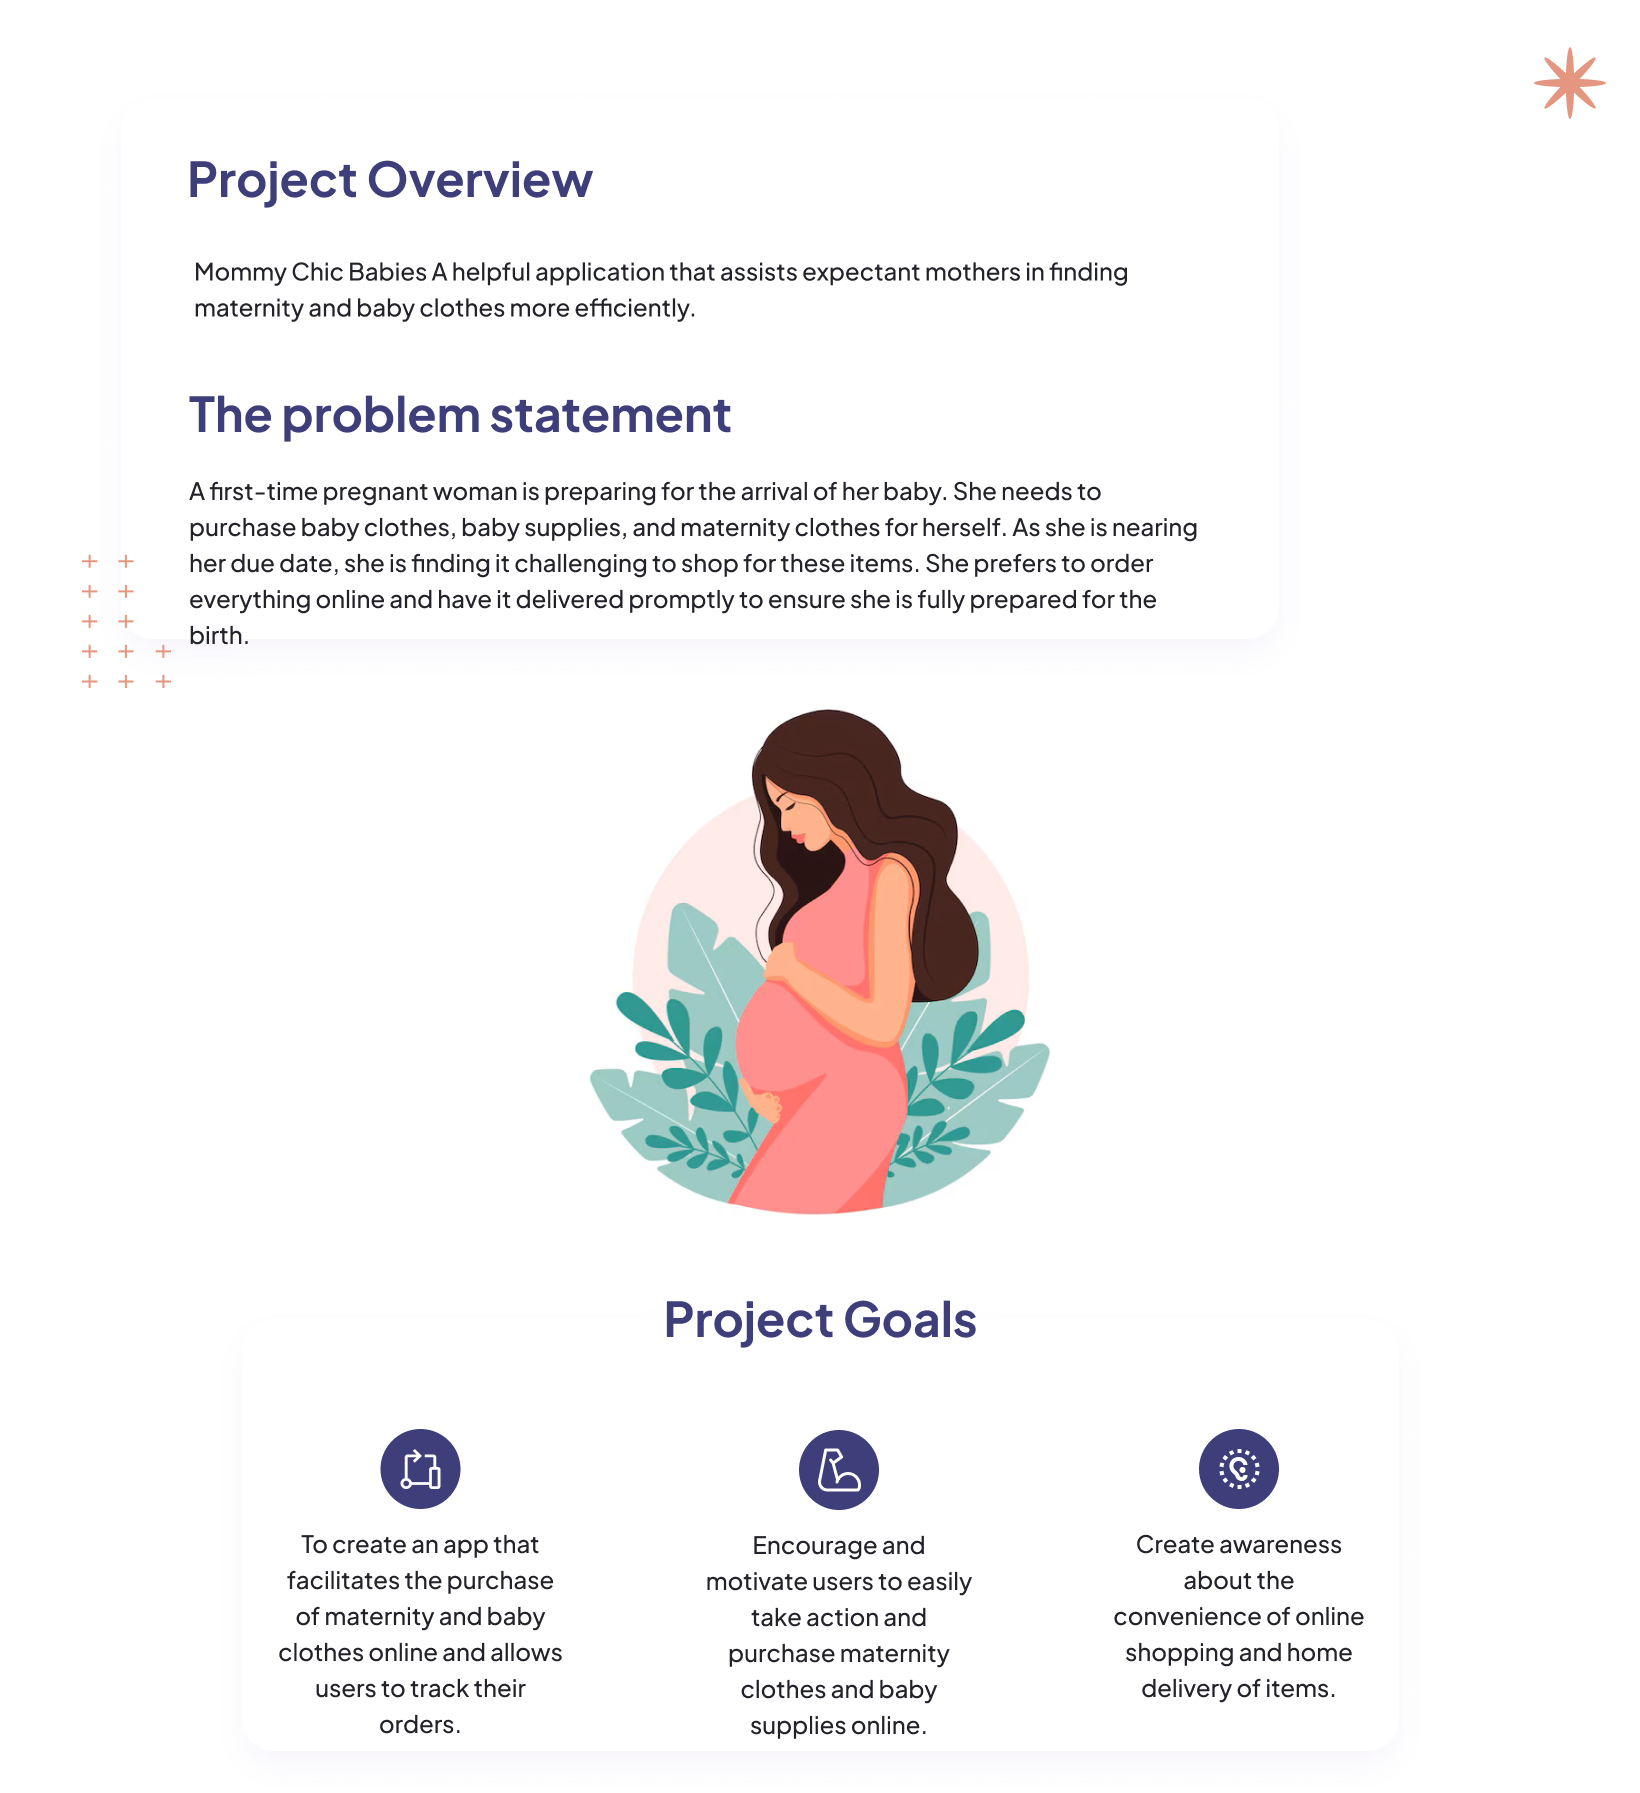 Project Overview
Mommy Chic Babies A helpful application that assists expectant mothers in finding
maternity and baby clothes more efficiently.
The problem statement
A first-time pregnant woman is preparing for the arrival of her baby. She needs to
purchase baby clothes, baby supplies, and maternity clothes for herself. As she is nearing
her due date, she is finding it challenging to shop for these items. She prefers to order
everything online and have it delivered promptly to ensure she is fully prepared for the
birth.
Project Goals
To create an app that
facilitates the purchase
of maternity and baby
clothes online and allows
users to track their
orders.
Encourage and
motivate users to easily
take action and
purchase maternity
clothes and baby
supplies online.
Create awareness
about the
convenience of online
shopping and home
delivery of items.